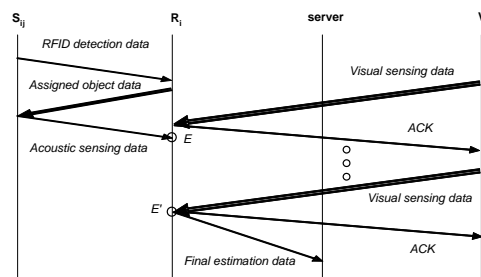 S_ij R_i server V
RFID detection data
Visual sensing data
Assigned object data
ACK
E
Acoustic sensing data
Visual sensing data
E'
ACK
Final estimation data